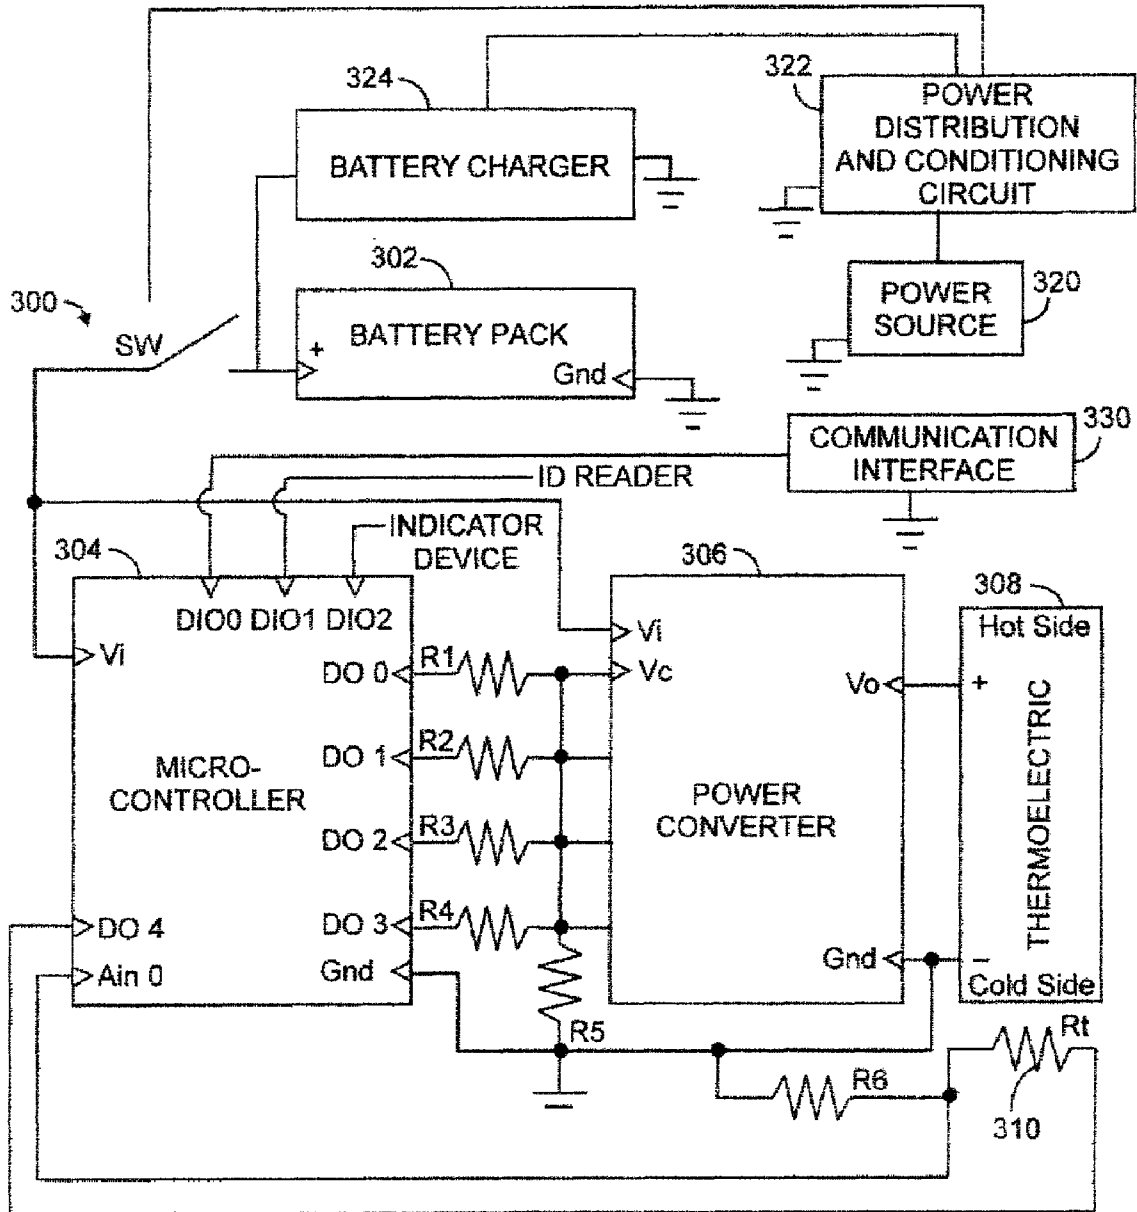 324
BATTERY CHARGER
322
POWER
DISTRIBUTION
AND CONDITIONING
CIRCUIT
302
BATTERY PACK
+
Gnd
300
SW
POWER
SOURCE
320
COMMUNICATION
INTERFACE
330
ID READER
INDICATOR
DEVICE
304
DIO0 DIO1 DIO2
Vi
DO 0
DO 1
DO 2
DO 3
Gnd
MICRO-
CONTROLLER
DO 4
Ain 0
R1
R2
R3
R4
R5
306
Vi
Vc
Vo
POWER
CONVERTER
Gnd
308
Hot Side
+
THERMOELECTRIC
–
Cold Side
Rt
R6
310